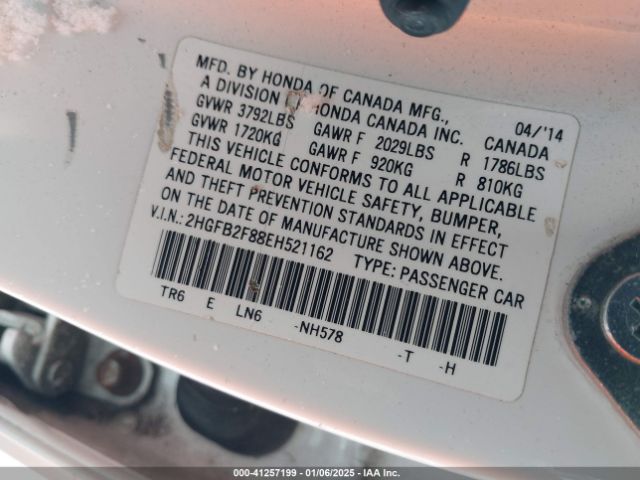 MFD. BY HONDA OF CANADA MFG., 04/'14
A DIVISION OF HONDA CANADA INC. CANADA
GVWR 3792LBS GAWR F 2029LBS R 1786LBS
GVWR 1720KG GAWR F 920KG R 810KG
THIS VEHICLE CONFORMS TO ALL APPLICABLE
FEDERAL MOTOR VEHICLE SAFETY, BUMPER,
AND THEFT PREVENTION STANDARDS IN EFFECT
ON THE DATE OF MANUFACTURE SHOWN ABOVE.
V.I.N.: 2HGFB2F88EH521162 TYPE: PASSENGER CAR
TR6 E LN6 -NH578 -T -H
000-41257199 - 01/06/2025 - IAA Inc.